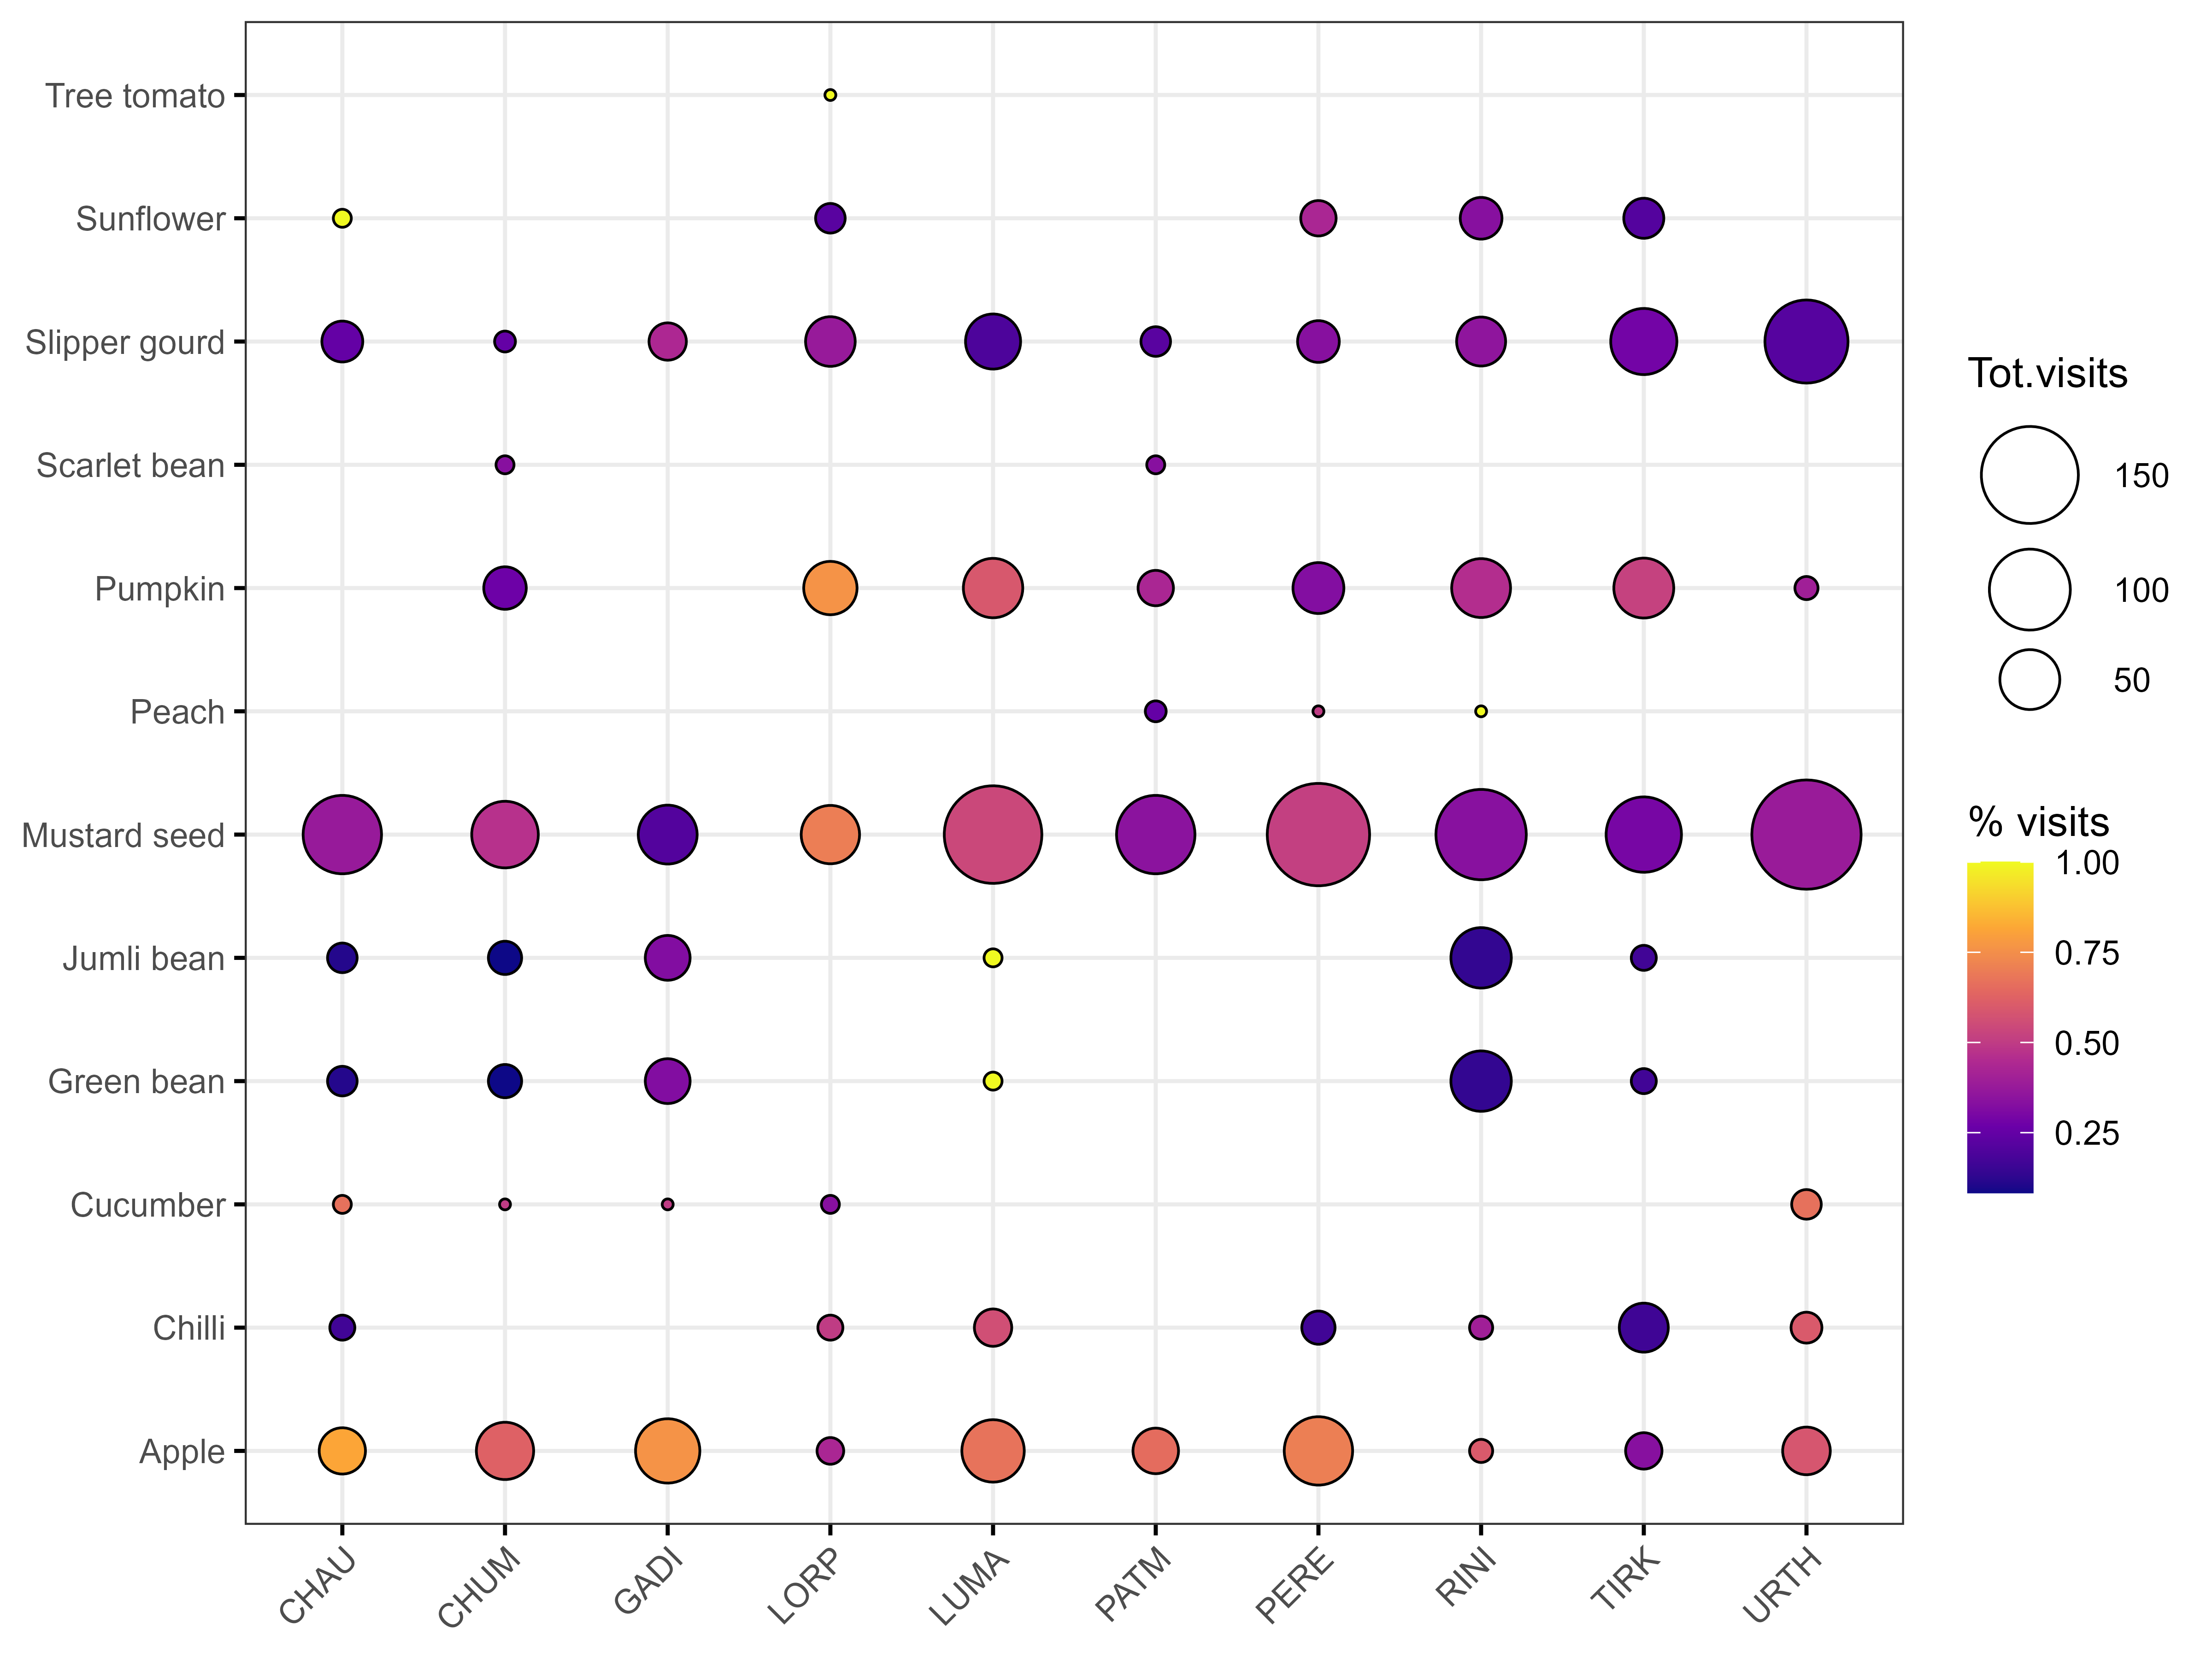 Tree tomato
Sunflower
Slipper gourd
Scarlet bean
Pumpkin
Peach
Mustard seed
Jumli bean
Green bean
Cucumber
Chilli
Apple
CHAU
CHUM
GADI
LORP
LUMA
PATM
PERE
RINI
TIRK
URTH
Tot.visits
150
100
50
% visits
1.00
0.75
0.50
0.25